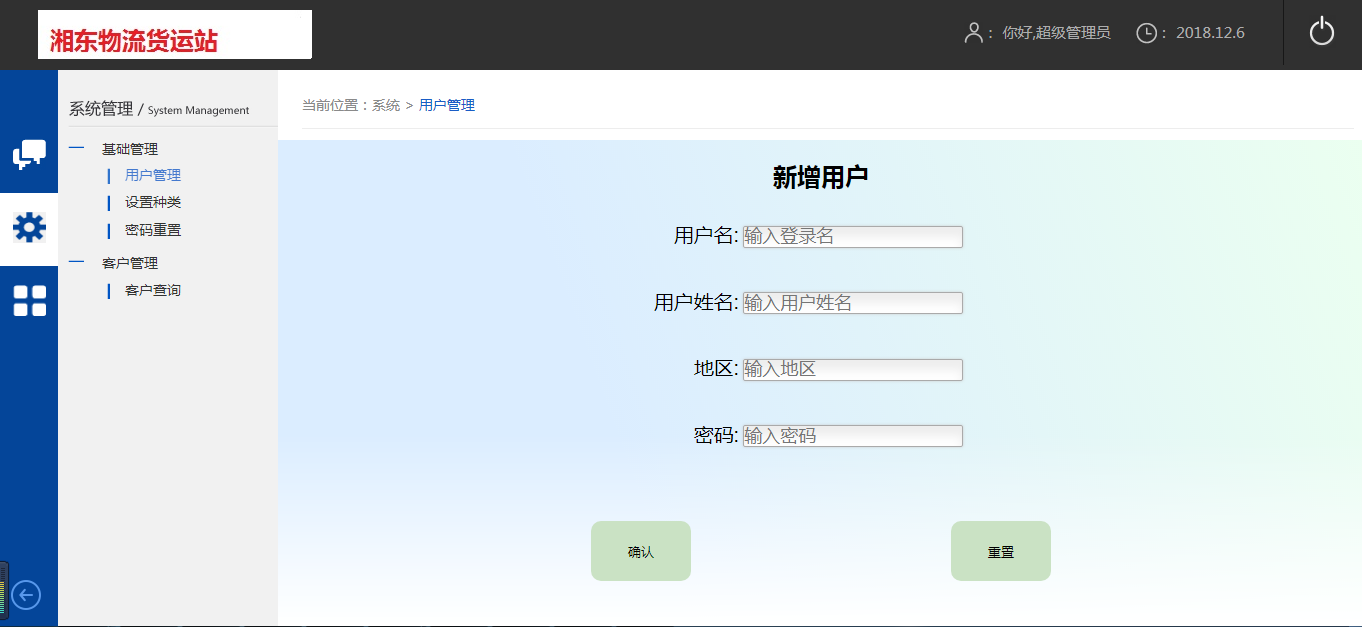 湘东物流货运站
： 你好,超级管理员
： 2018.12.6
系统管理 / System Management
当前位置：系统 > 用户管理
基础管理
用户管理
设置种类
密码重置
客户管理
客户查询
新增用户
用户名: 输入登录名
用户姓名: 输入用户姓名
地区: 输入地区
密码: 输入密码
确认
重置